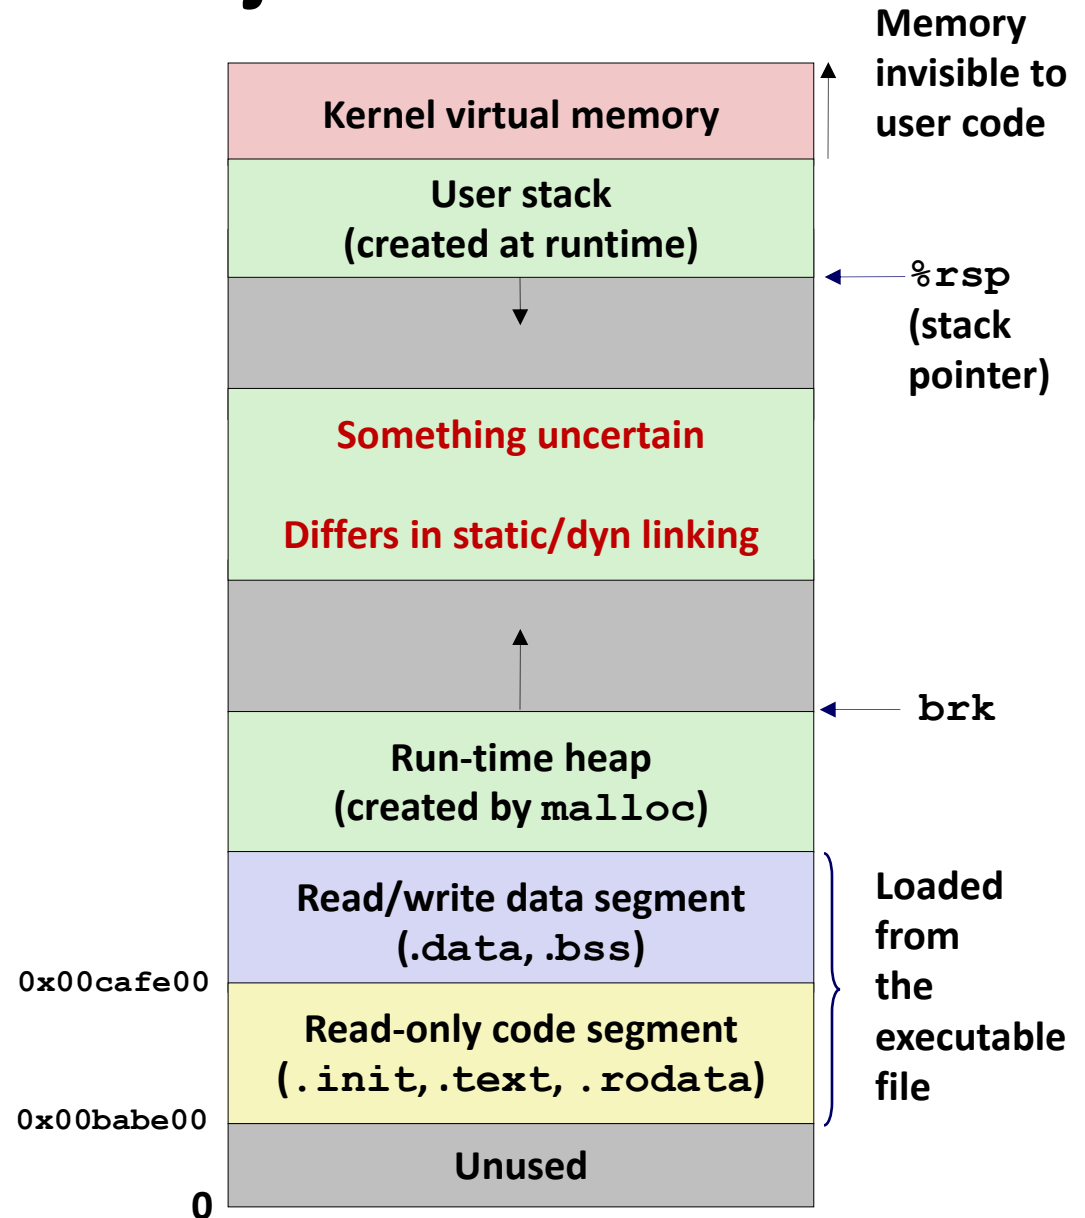 Memory
invisible to
user code
Kernel virtual memory
User stack
(created at runtime)
%rsp
(stack
pointer)
Something uncertain
Differs in static/dyn linking
brk
Run-time heap
(created by malloc)
Read/write data segment
(.data, .bss)
Loaded
from
the
executable
file
0x00cafe00
Read-only code segment
(.init, .text, .rodata)
0x00babe00
Unused
0